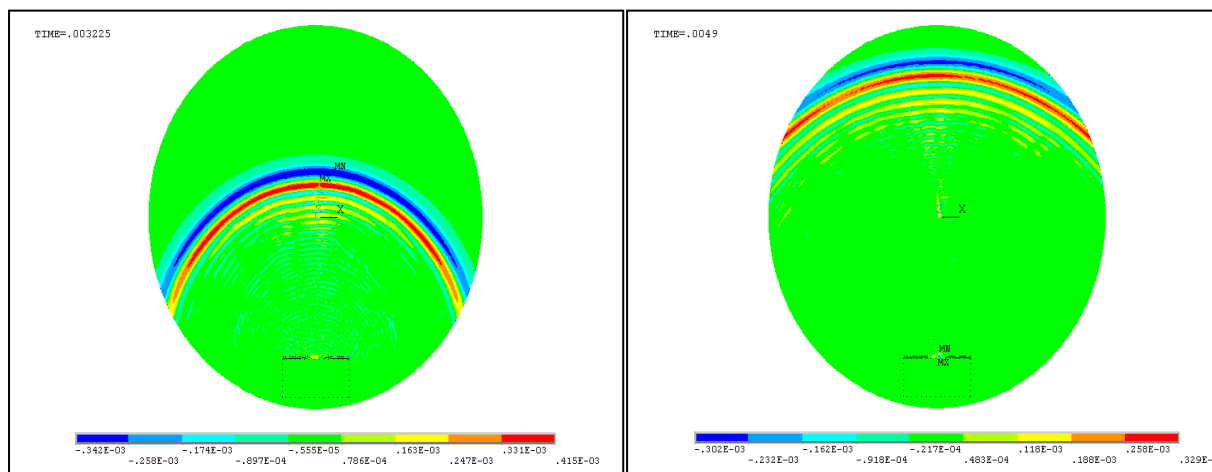 TIME=.003225
MN
MX
X
-.342E-03 -.174E-03 -.555E-05 .163E-03 .331E-03
-.258E-03 -.897E-04 .786E-04 .247E-03 .415E-03
TIME=.0049
Y
X
MN
MX
-.302E-03 -.162E-03 -.217E-04 .118E-03 .258E-03
-.232E-03 -.918E-04 .483E-04 .188E-03 .329E-0